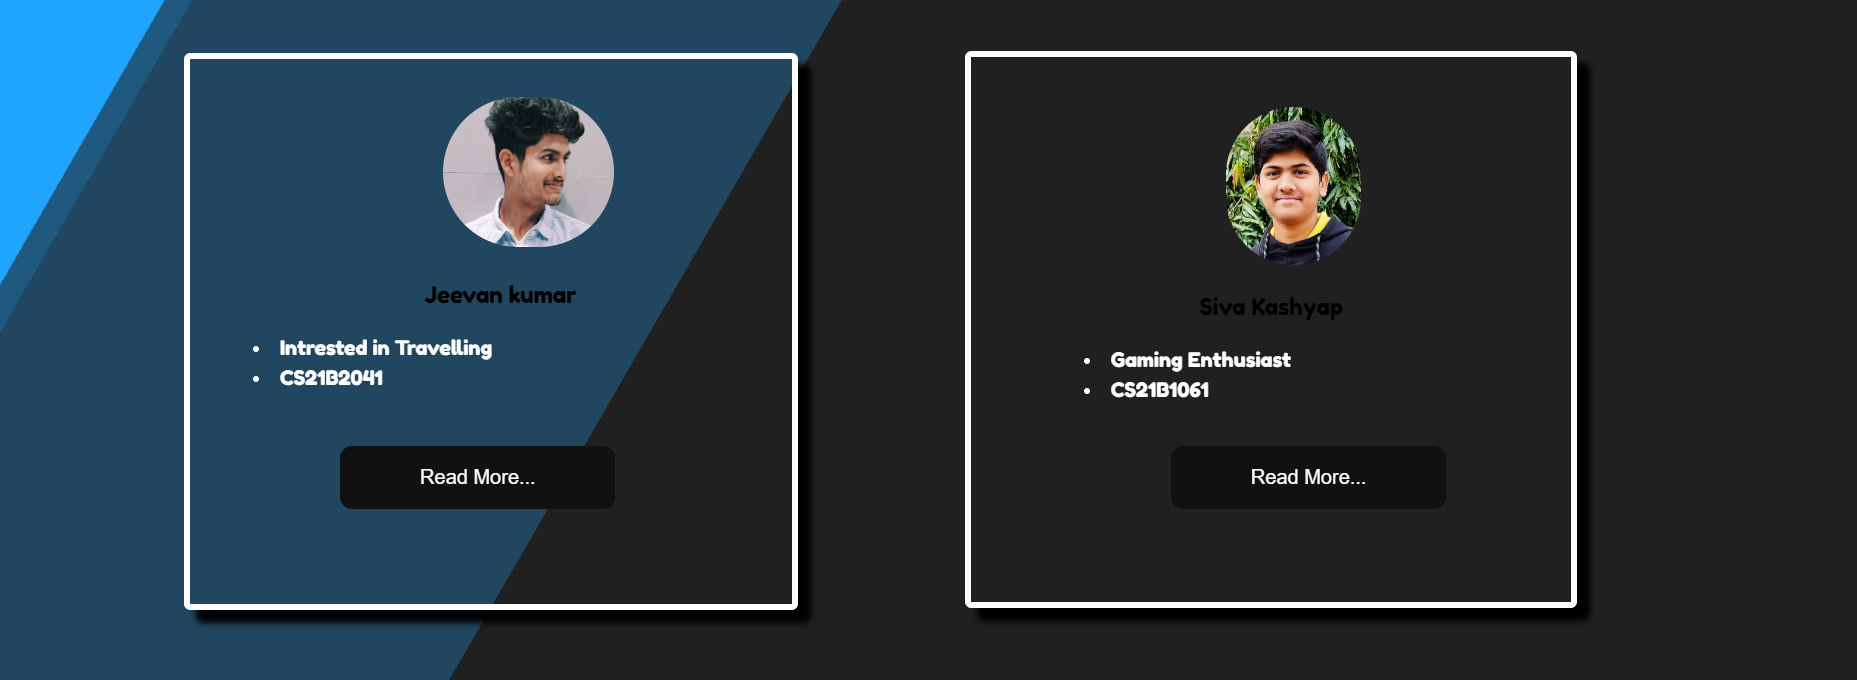 Jeevan kumar
Intrested in Travelling
CS21B2041
Read More...
Siva Kashyap
Gaming Enthusiast
CS21B1061
Read More...